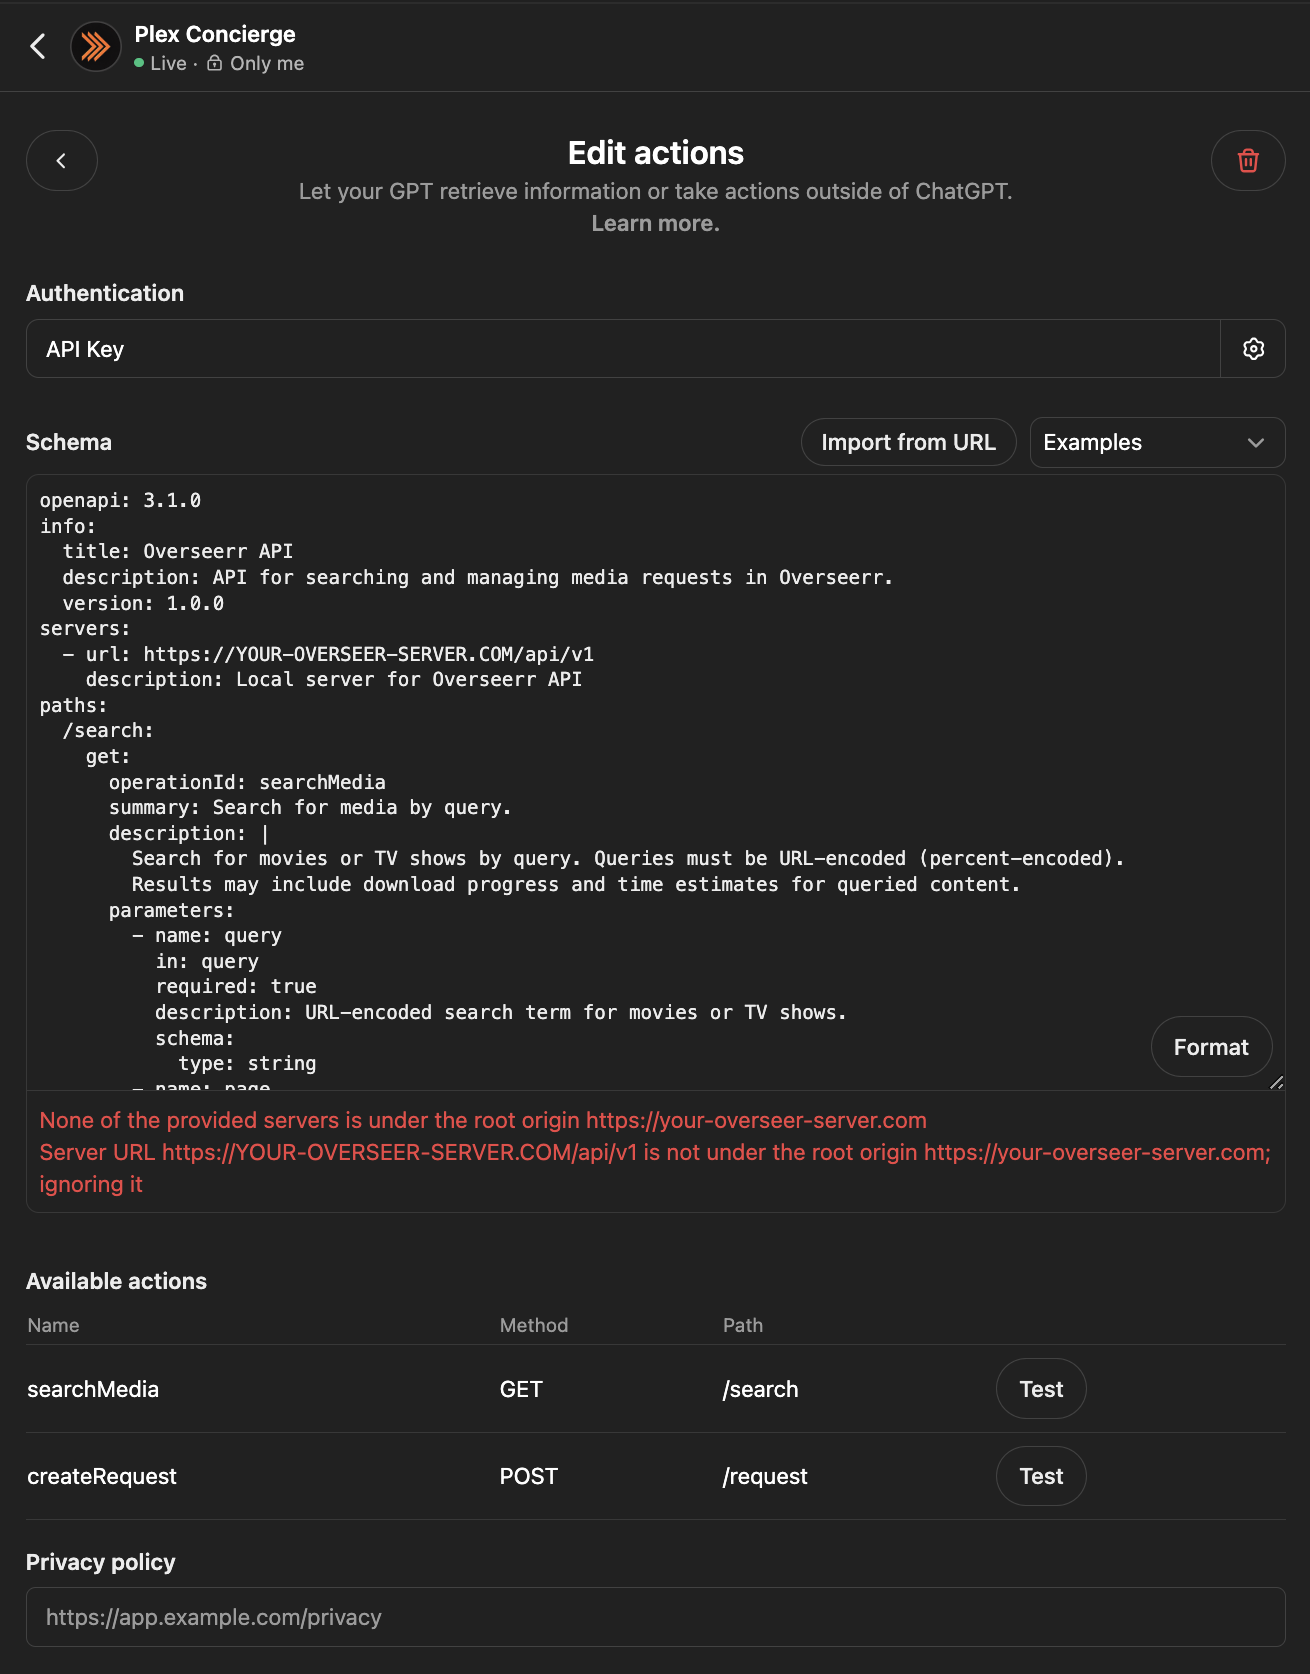 Plex Concierge
Live · Only me
Edit actions
Let your GPT retrieve information or take actions outside of ChatGPT.
Learn more.
Authentication
API Key
Schema
Import from URL
Examples
openapi: 3.1.0
info:
  title: Overseerr API
  description: API for searching and managing media requests in Overseerr.
  version: 1.0.0
servers:
  - url: https://YOUR-OVERSEER-SERVER.COM/api/v1
    description: Local server for Overseerr API
paths:
  /search:
    get:
      operationId: searchMedia
      summary: Search for media by query.
      description: |
        Search for movies or TV shows by query. Queries must be URL-encoded (percent-encoded).
        Results may include download progress and time estimates for queried content.
      parameters:
        - name: query
          in: query
          required: true
          description: URL-encoded search term for movies or TV shows.
          schema:
            type: string
        - name: page
Format
None of the provided servers is under the root origin https://your-overseer-server.com
Server URL https://YOUR-OVERSEER-SERVER.COM/api/v1 is not under the root origin https://your-overseer-server.com;
ignoring it
Available actions
Name Method Path
searchMedia GET /search Test
createRequest POST /request Test
Privacy policy
https://app.example.com/privacy